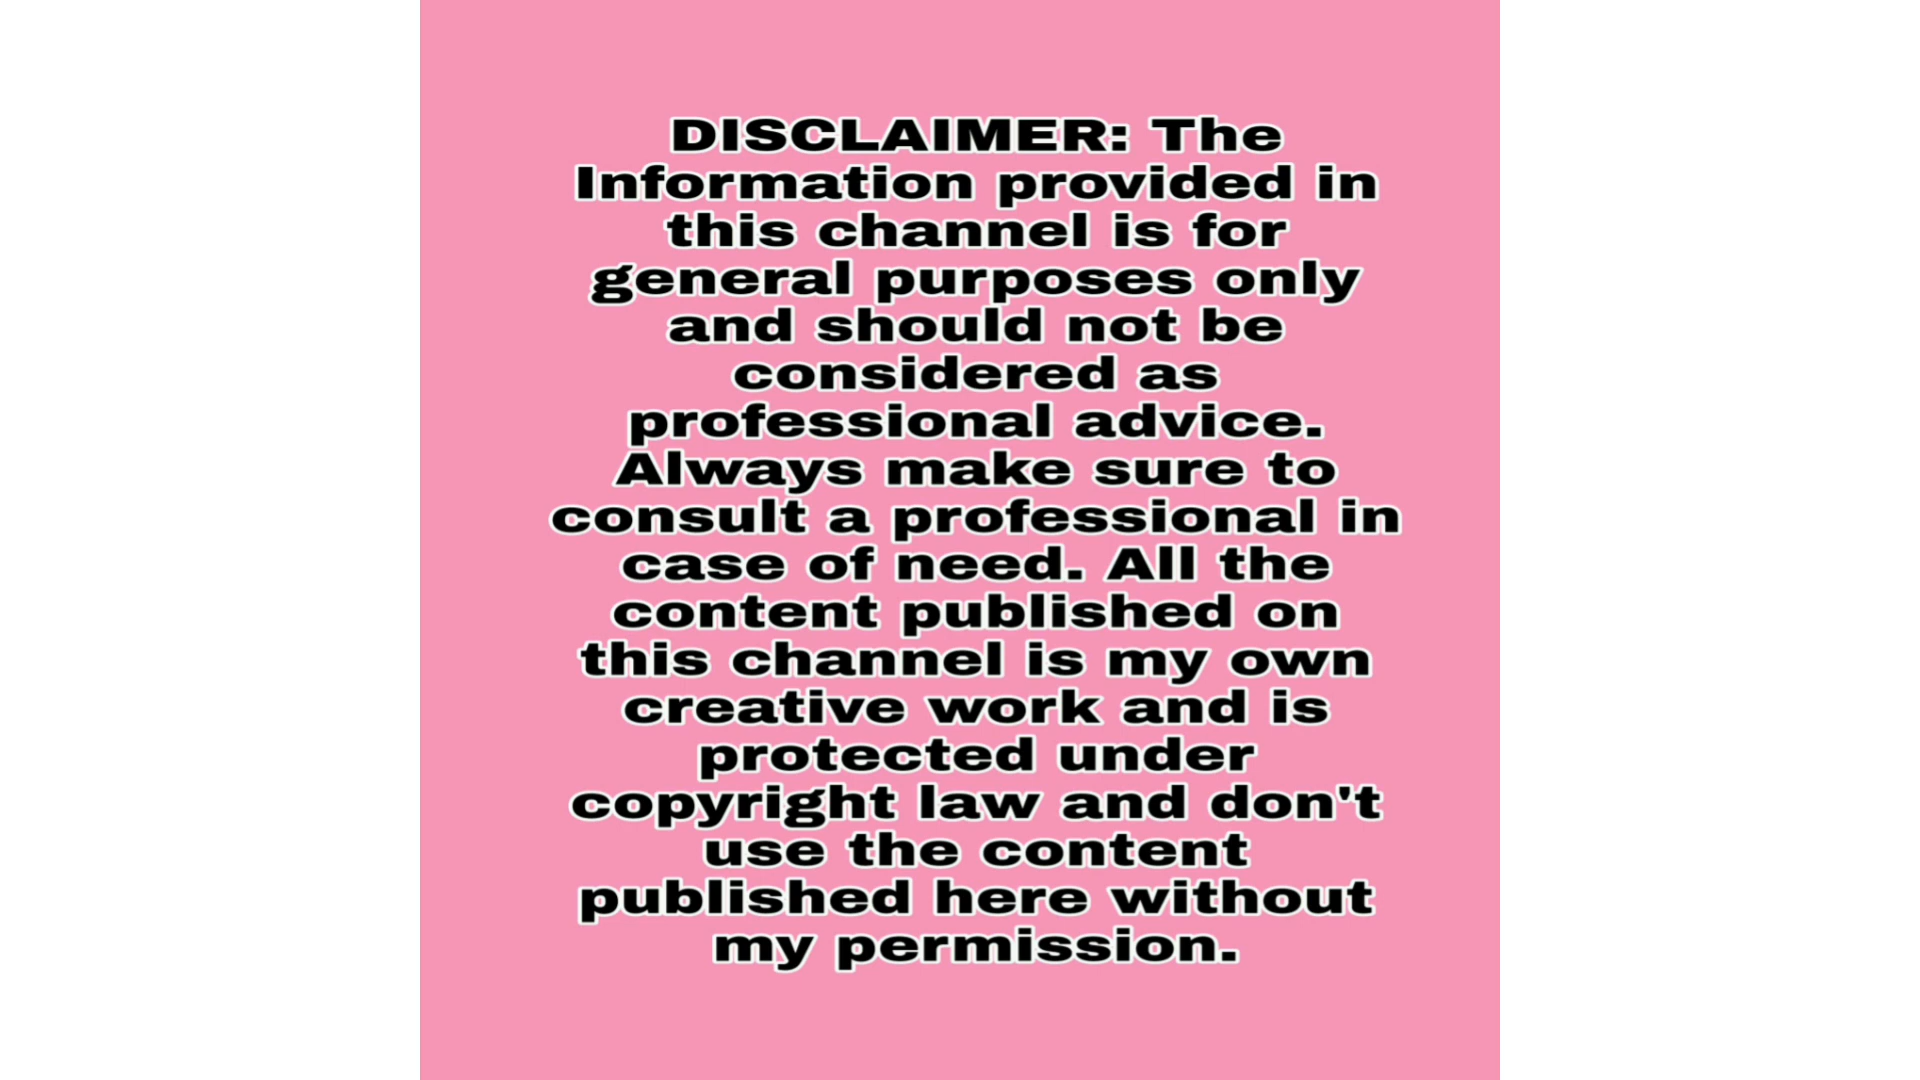 DISCLAIMER: The
Information provided in
this channel is for
general purposes only
and should not be
considered as
professional advice.
Always make sure to
consult a professional in
case of need. All the
content published on
this channel is my own
creative work and is
protected under
copyright law and don't
use the content
published here without
my permission.